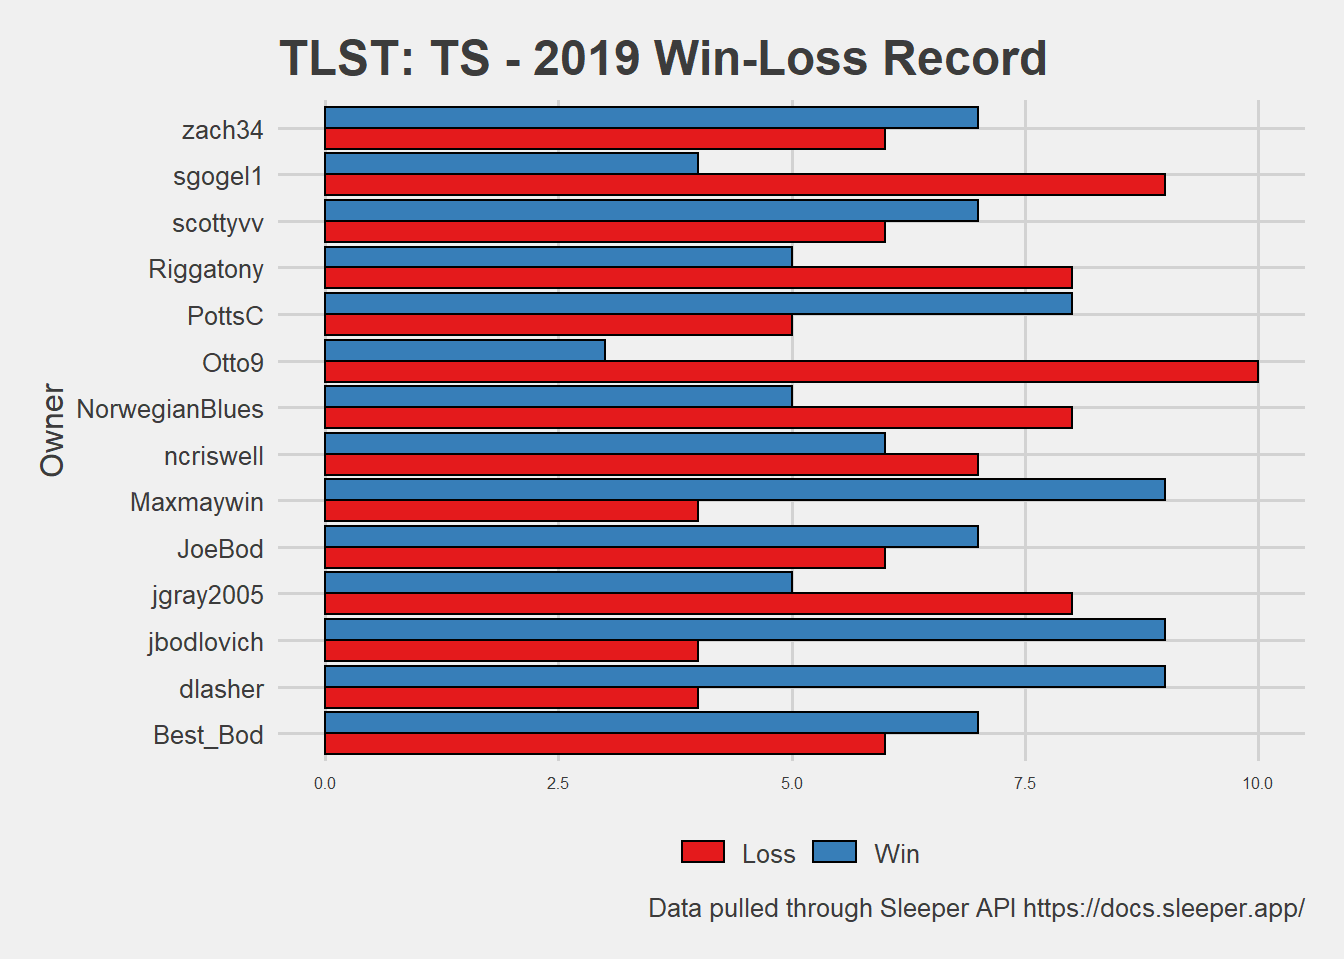 TLST: TS - 2019 Win-Loss Record
zach34
sgogel1
scottyvv
Riggatony
PottsC
Otto9
NorwegianBlues
ncriswell
Maxmaywin
JoeBod
jgray2005
jbodlovich
dlasher
Best_Bod
Owner
0.0 2.5 5.0 7.5 10.0
Loss Win
Data pulled through Sleeper API https://docs.sleeper.app/